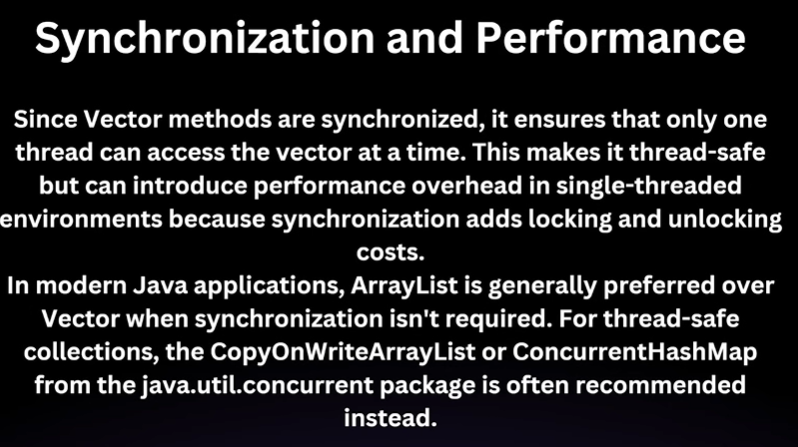 Synchronization and Performance
Since Vector methods are synchronized, it ensures that only one
thread can access the vector at a time. This makes it thread-safe
but can introduce performance overhead in single-threaded
environments because synchronization adds locking and unlocking
costs.
In modern Java applications, ArrayList is generally preferred over
Vector when synchronization isn't required. For thread-safe
collections, the CopyOnWriteArrayList or ConcurrentHashMap
from the java.util.concurrent package is often recommended
instead.